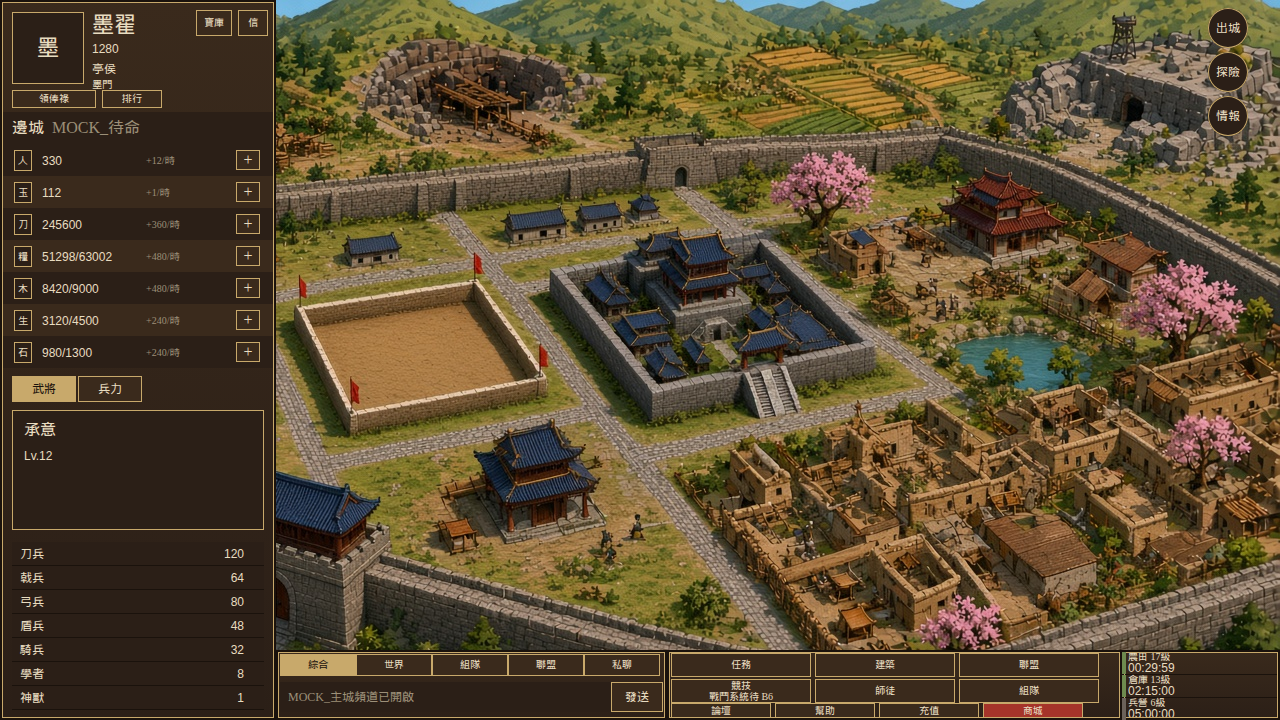 墨
墨翟
1280
亭侯
墨門
寶庫
信
領俸祿
排行
邊城 MOCK_待命
人 330 +12/時 +
玉 112 +1/時 +
刀 245600 +360/時 +
糧 51298/63002 +480/時 +
木 8420/9000 +480/時 +
生 3120/4500 +240/時 +
石 980/1300 +240/時 +
武將
兵力
承意
Lv.12
刀兵 120
戟兵 64
弓兵 80
盾兵 48
騎兵 32
學者 8
神獸 1
出城
探險
情報
綜合
世界
組隊
聯盟
私聊
MOCK_主城頻道已開啟
發送
任務
建築
聯盟
競技
戰鬥系統待 B6
師徒
組隊
論壇
幫助
充值
商城
農田 17級
00:29:59
倉庫 13級
02:15:00
兵營 6級
05:00:00